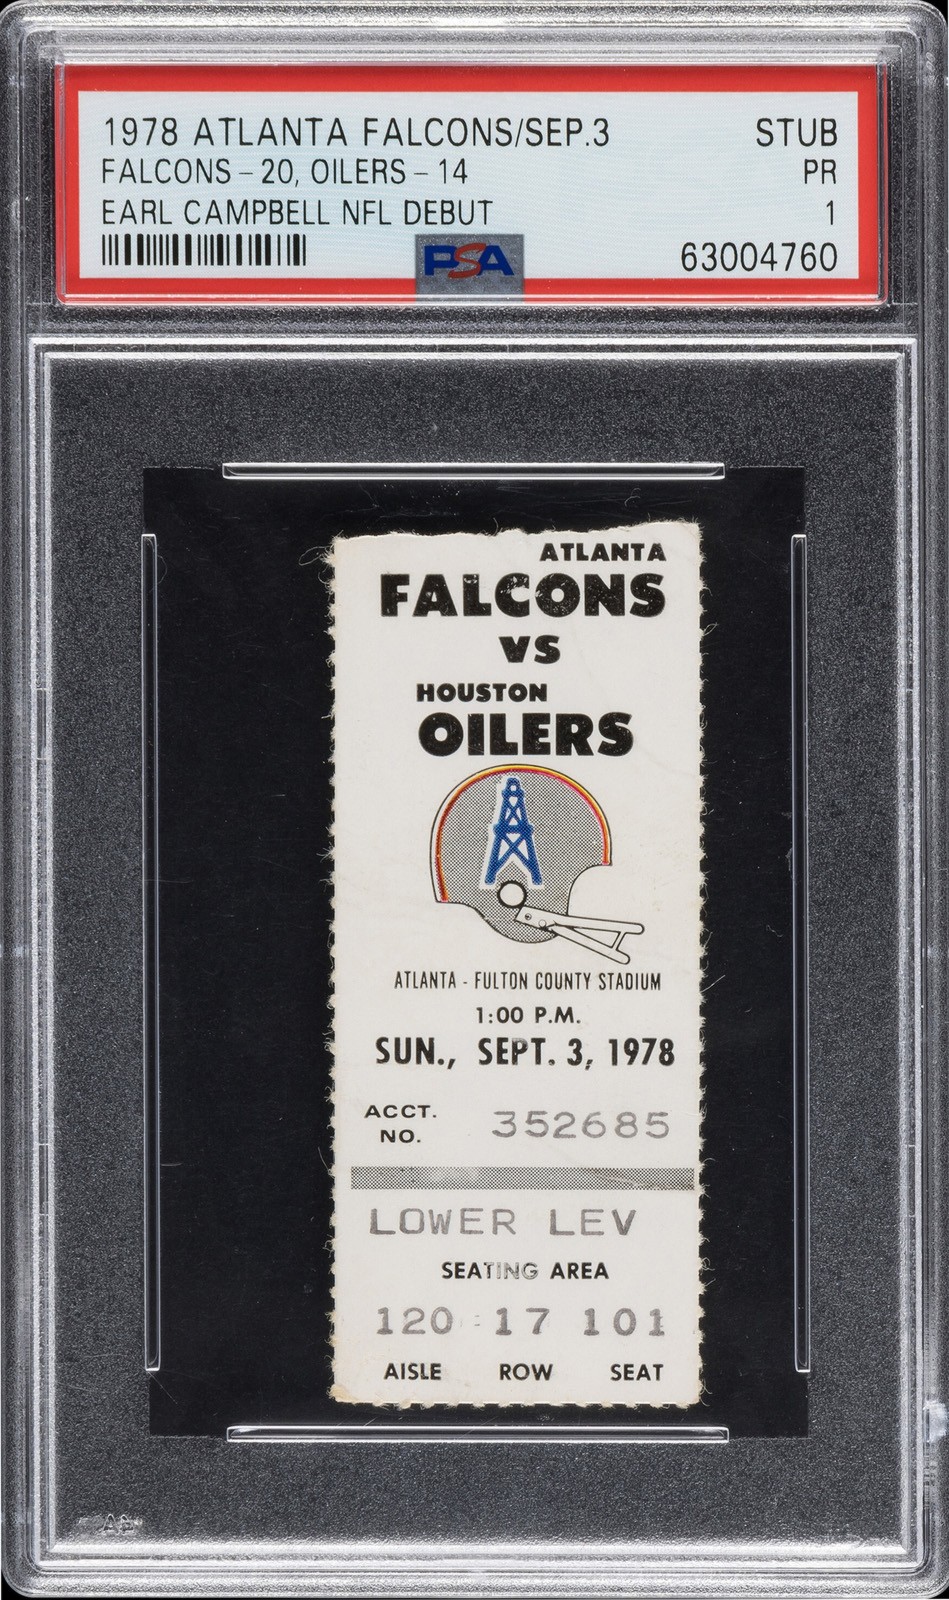 1978 ATLANTA FALCONS/SEP.3 STUB
FALCONS - 20, OILERS - 14 PR
EARL CAMPBELL NFL DEBUT 1
PSA 63004760
ATLANTA
FALCONS
VS
HOUSTON
OILERS
ATLANTA - FULTON COUNTY STADIUM
1:00 P.M.
SUN., SEPT. 3, 1978
ACCT.
NO. 352685
LOWER LEV
SEATING AREA
120 17 101
AISLE ROW SEAT